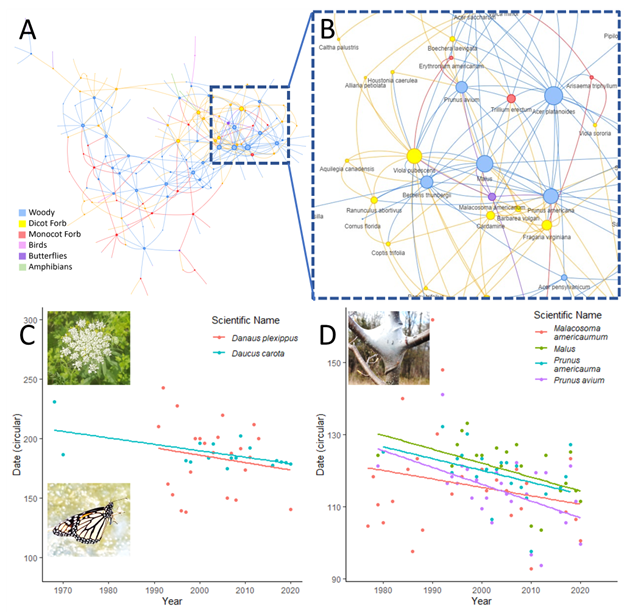 A
B
Acer saccharum
Caltha palustris
Boechera laevigata
Erythronium americanum
Houstonia caerulea
Alliaria petiolata
Prunus avium
Arisaema triphyllum
Trillium erectum
Acer platanoides
Viola sororia
Aquilegia canadensis
Viola pubescens
Malus
Berberis thunbergii
Malacosoma Americanum
Prunus americana
Ranunculus abortivus
Barbarea vulgaris
Cardamine
Cornus florida
Fragaria virginiana
Coptis trifolia
Acer pensylvanicum
Woody
Dicot Forb
Monocot Forb
Birds
Butterflies
Amphibians
C
Scientific Name
Danaus plexippus
Daucus carota
Date (circular)
300
250
200
150
100
1970
1980
1990
2000
2010
2020
Year
D
Scientific Name
Malacosoma
americaumum
Malus
Prunus
americauma
Prunus avium
Date (circular)
150
130
110
90
1980
1990
2000
2010
2020
Year